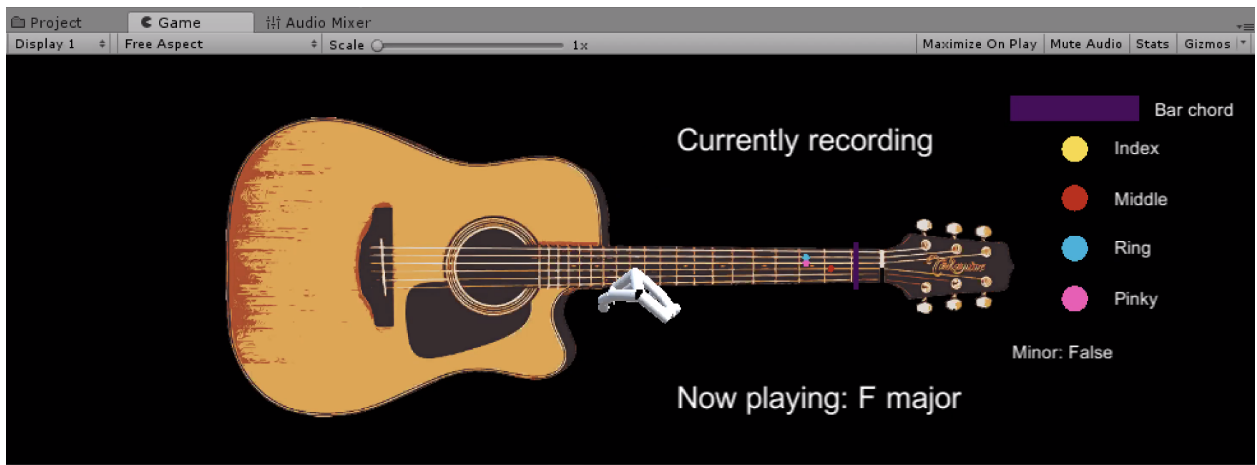 Project Game Audio Mixer
Display 1 Free Aspect Scale 1x Maximize On Play Mute Audio Stats Gizmos
Bar chord
Currently recording
Index
Middle
Ring
Takamine
Pinky
Minor: False
Now playing: F major